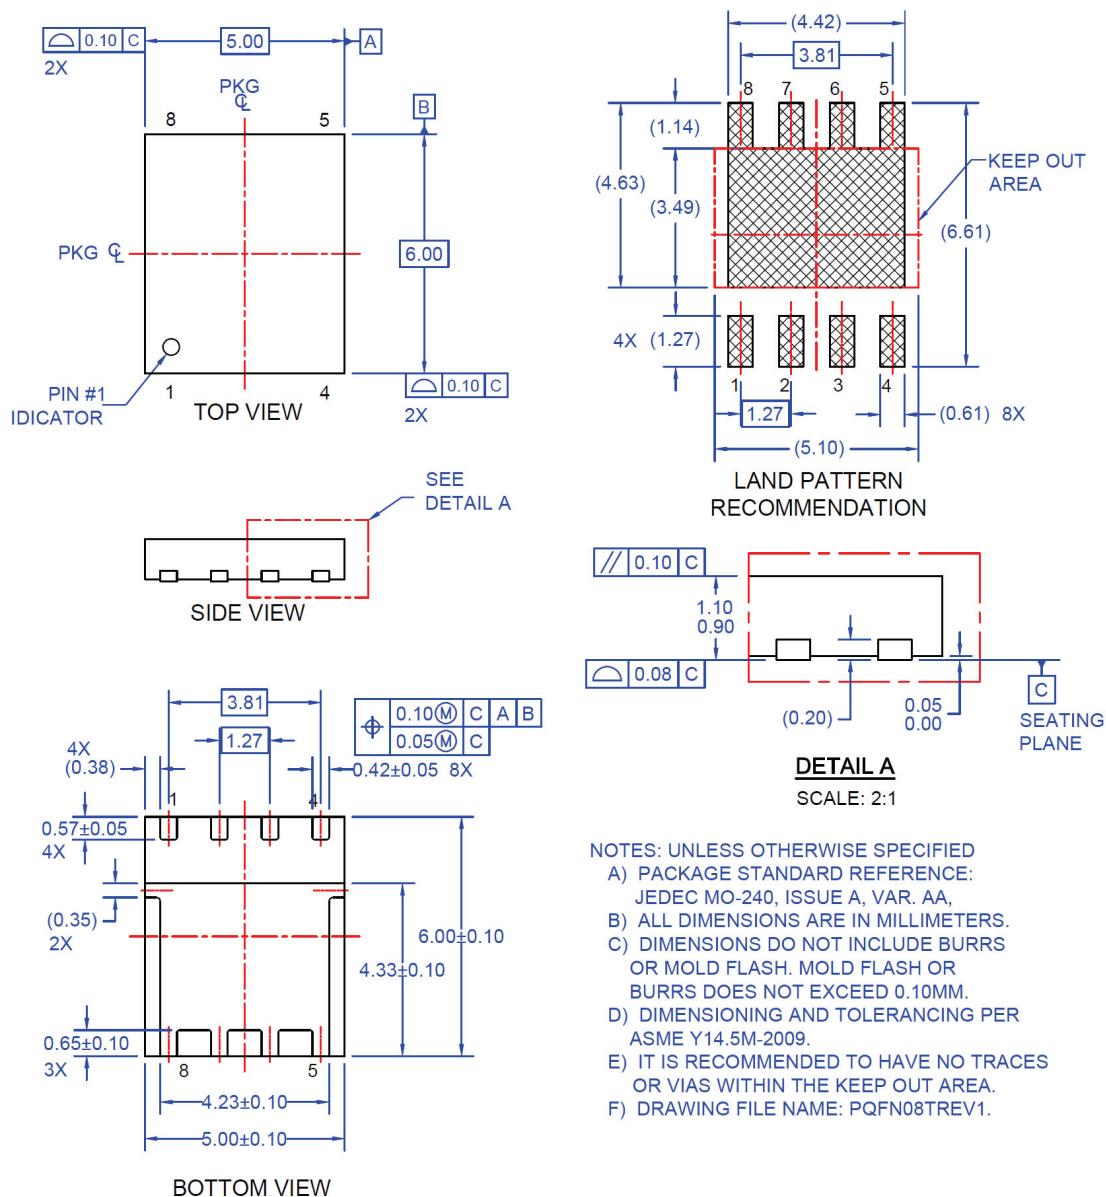 0.10 C
2X
5.00
A
PKG
CL
B
8 5
PKG CL
6.00
PIN #1
IDICATOR
1 4
TOP VIEW
0.10 C
2X
(4.42)
3.81
8 7 6 5
(1.14)
(4.63)
(3.49)
KEEP OUT
AREA
(6.61)
4X (1.27)
1 2 3 4
1.27
(0.61) 8X
(5.10)
LAND PATTERN
RECOMMENDATION
SEE
DETAIL A
SIDE VIEW
// 0.10 C
1.10
0.90
0.08 C
(0.20)
0.05
0.00
C
SEATING
PLANE
DETAIL A
SCALE: 2:1
3.81
1.27
0.10 Ⓜ C A B
0.05 Ⓜ C
0.42±0.05 8X
4X
(0.38)
1 4
0.57±0.05
4X
(0.35)
2X
6.00±0.10
4.33±0.10
0.65±0.10
3X
8 5
4.23±0.10
5.00±0.10
BOTTOM VIEW
NOTES: UNLESS OTHERWISE SPECIFIED
A) PACKAGE STANDARD REFERENCE:
JEDEC MO-240, ISSUE A, VAR. AA,
B) ALL DIMENSIONS ARE IN MILLIMETERS.
C) DIMENSIONS DO NOT INCLUDE BURRS
OR MOLD FLASH. MOLD FLASH OR
BURRS DOES NOT EXCEED 0.10MM.
D) DIMENSIONING AND TOLERANCING PER
ASME Y14.5M-2009.
E) IT IS RECOMMENDED TO HAVE NO TRACES
OR VIAS WITHIN THE KEEP OUT AREA.
F) DRAWING FILE NAME: PQFN08TREV1.